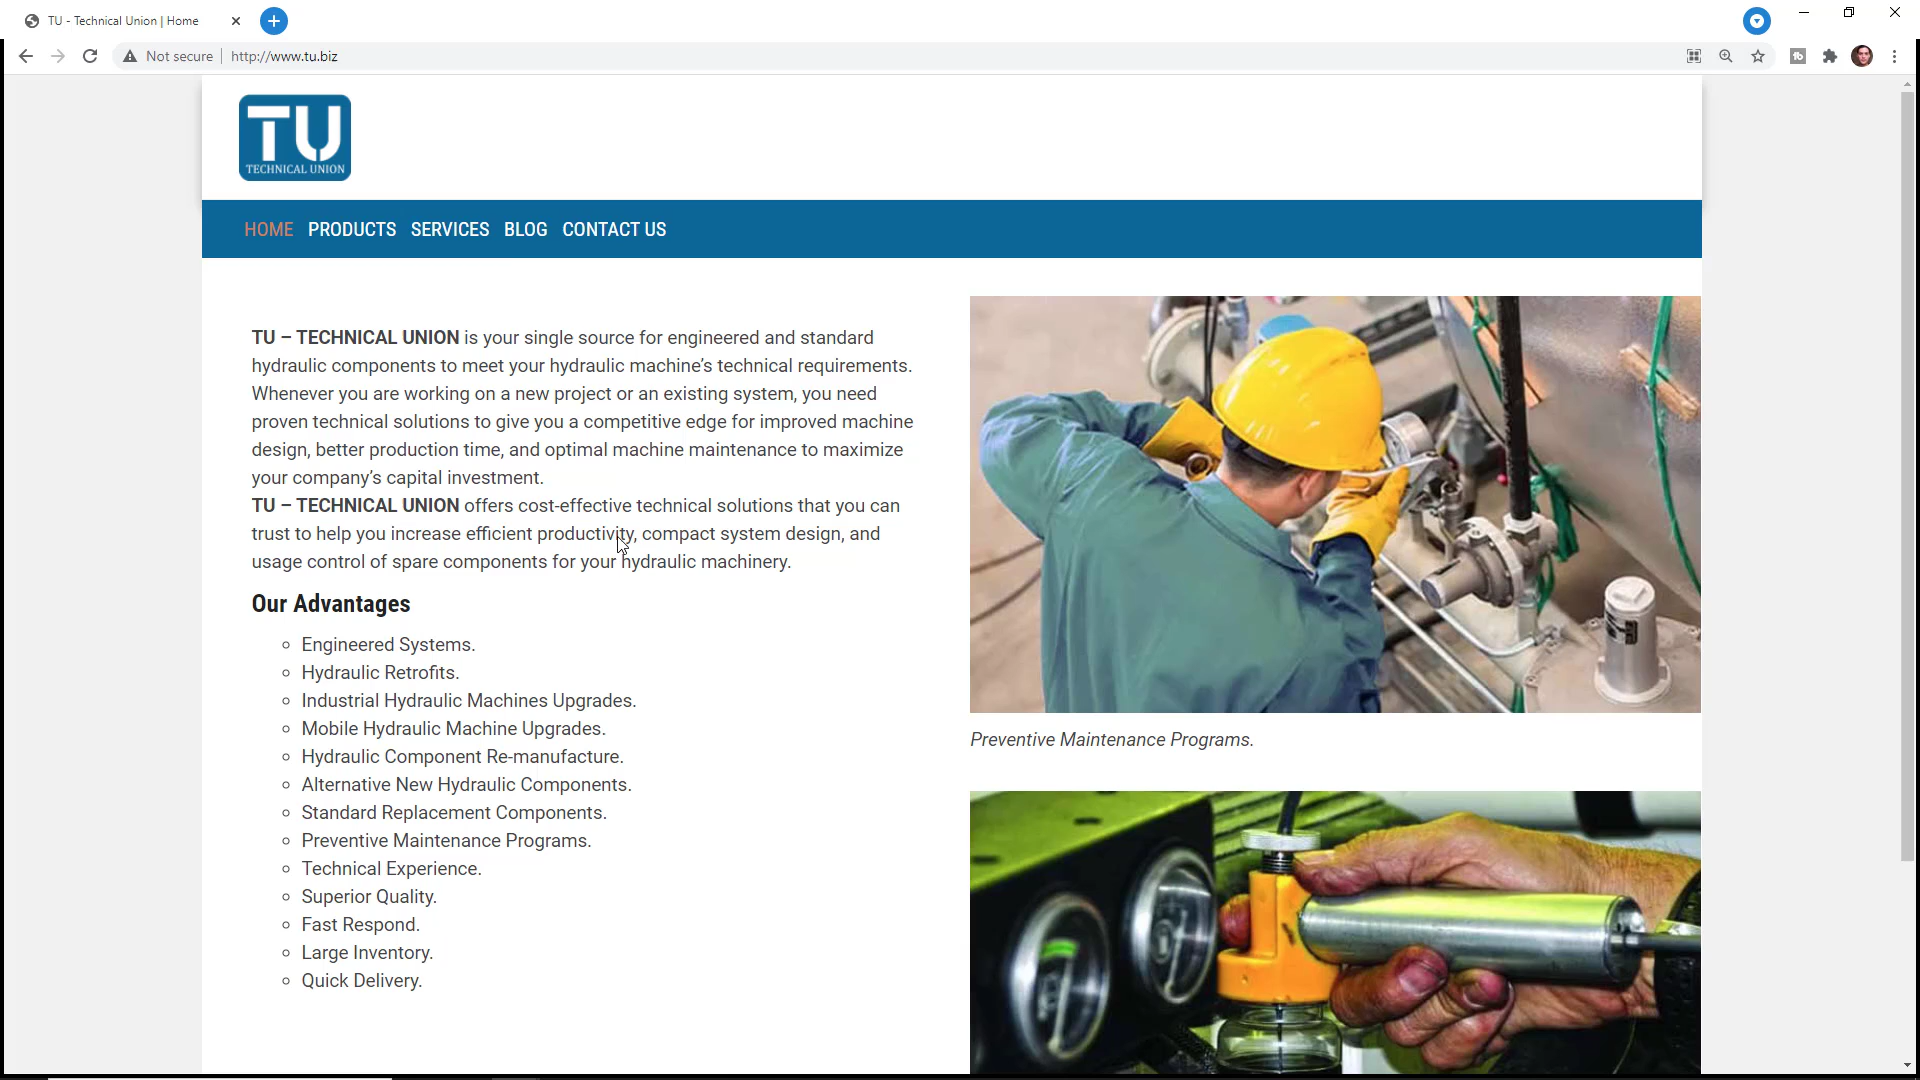 TU - Technical Union | Home
Not secure
http://www.tu.biz
TU
TECHNICAL UNION
HOME PRODUCTS SERVICES BLOG CONTACT US
TU – TECHNICAL UNION is your single source for engineered and standard
hydraulic components to meet your hydraulic machine’s technical requirements.
Whenever you are working on a new project or an existing system, you need
proven technical solutions to give you a competitive edge for improved machine
design, better production time, and optimal machine maintenance to maximize
your company’s capital investment.
TU – TECHNICAL UNION offers cost-effective technical solutions that you can
trust to help you increase efficient productivity, compact system design, and
usage control of spare components for your hydraulic machinery.
Our Advantages
Engineered Systems.
Hydraulic Retrofits.
Industrial Hydraulic Machines Upgrades.
Mobile Hydraulic Machine Upgrades.
Hydraulic Component Re-manufacture.
Alternative New Hydraulic Components.
Standard Replacement Components.
Preventive Maintenance Programs.
Technical Experience.
Superior Quality.
Fast Respond.
Large Inventory.
Quick Delivery.
Preventive Maintenance Programs.